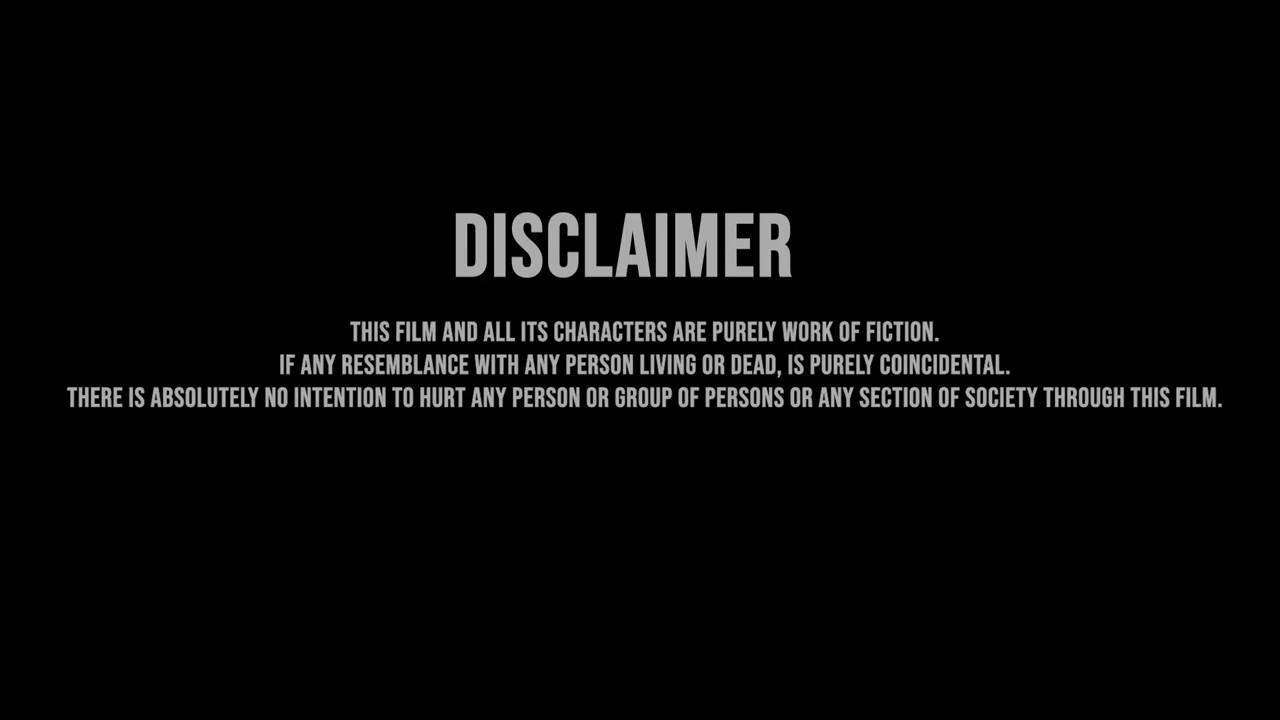 DISCLAIMER
THIS FILM AND ALL ITS CHARACTERS ARE PURELY WORK OF FICTION.
IF ANY RESEMBLANCE WITH ANY PERSON LIVING OR DEAD, IS PURELY COINCIDENTAL.
THERE IS ABSOLUTELY NO INTENTION TO HURT ANY PERSON OR GROUP OF PERSONS OR ANY SECTION OF SOCIETY THROUGH THIS FILM.